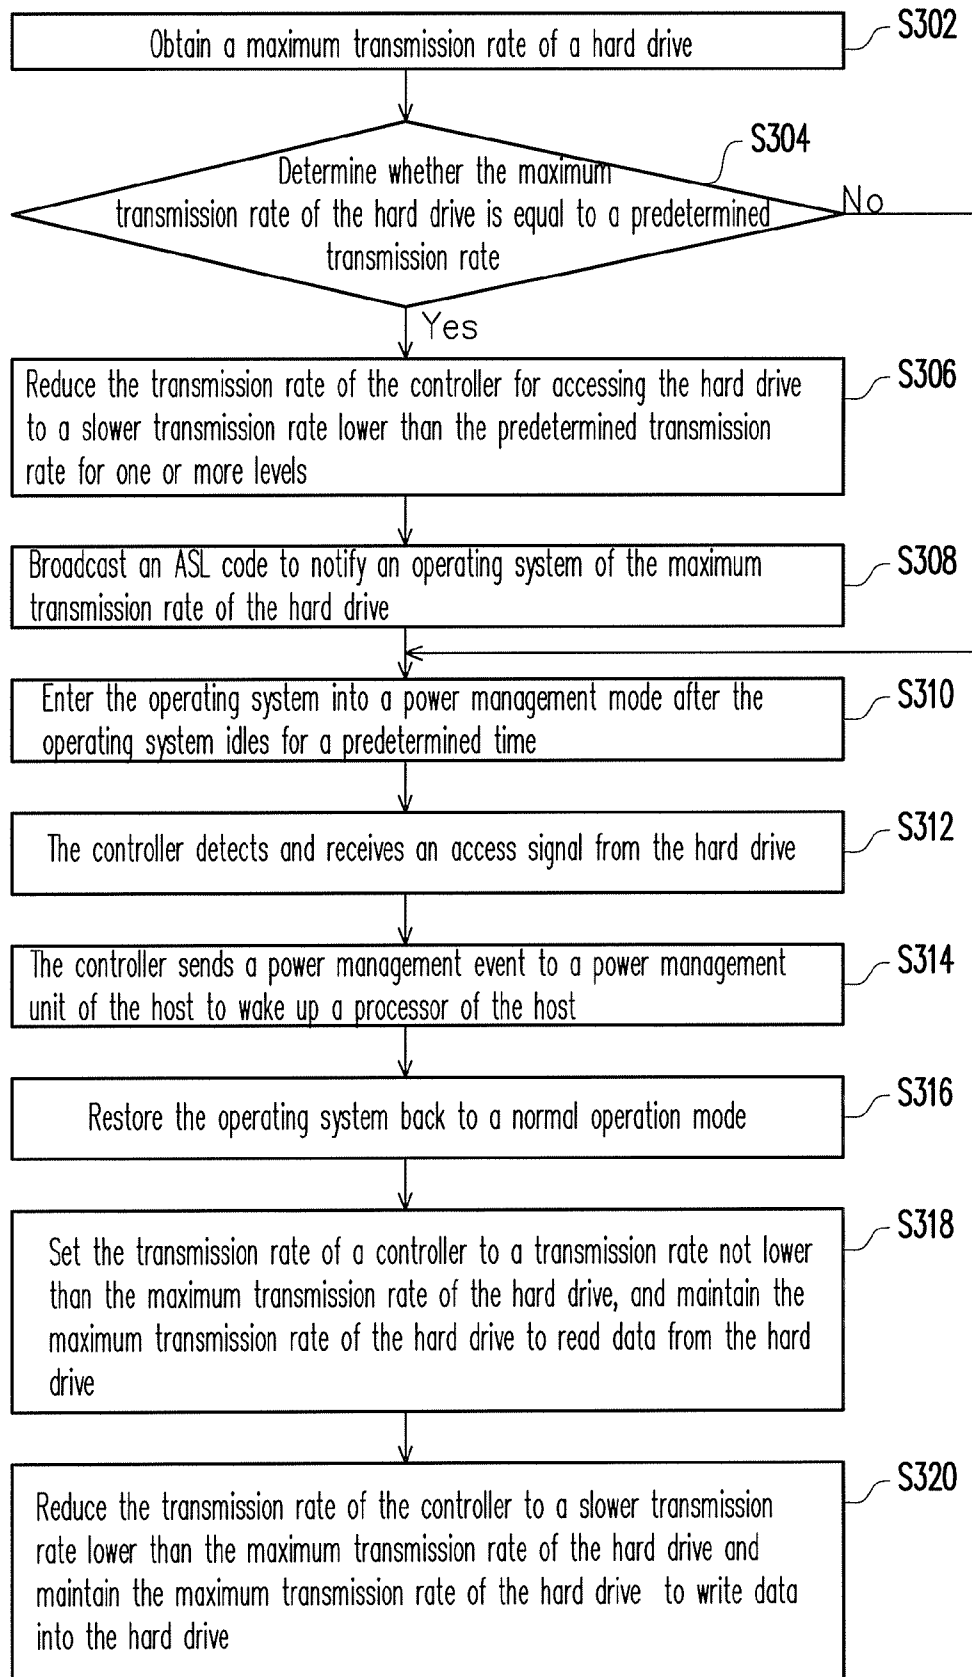 S302
Obtain a maximum transmission rate of a hard drive
S304
Determine whether the maximum
transmission rate of the hard drive is equal to a predetermined
transmission rate
No
Yes
S306
Reduce the transmission rate of the controller for accessing the hard drive
to a slower transmission rate lower than the predetermined transmission
rate for one or more levels
S308
Broadcast an ASL code to notify an operating system of the maximum
transmission rate of the hard drive
S310
Enter the operating system into a power management mode after the
operating system idles for a predetermined time
S312
The controller detects and receives an access signal from the hard drive
S314
The controller sends a power management event to a power management
unit of the host to wake up a processor of the host
S316
Restore the operating system back to a normal operation mode
S318
Set the transmission rate of a controller to a transmission rate not lower
than the maximum transmission rate of the hard drive, and maintain the
maximum transmission rate of the hard drive to read data from the hard
drive
S320
Reduce the transmission rate of the controller to a slower transmission
rate lower than the maximum transmission rate of the hard drive and
maintain the maximum transmission rate of the hard drive to write data
into the hard drive